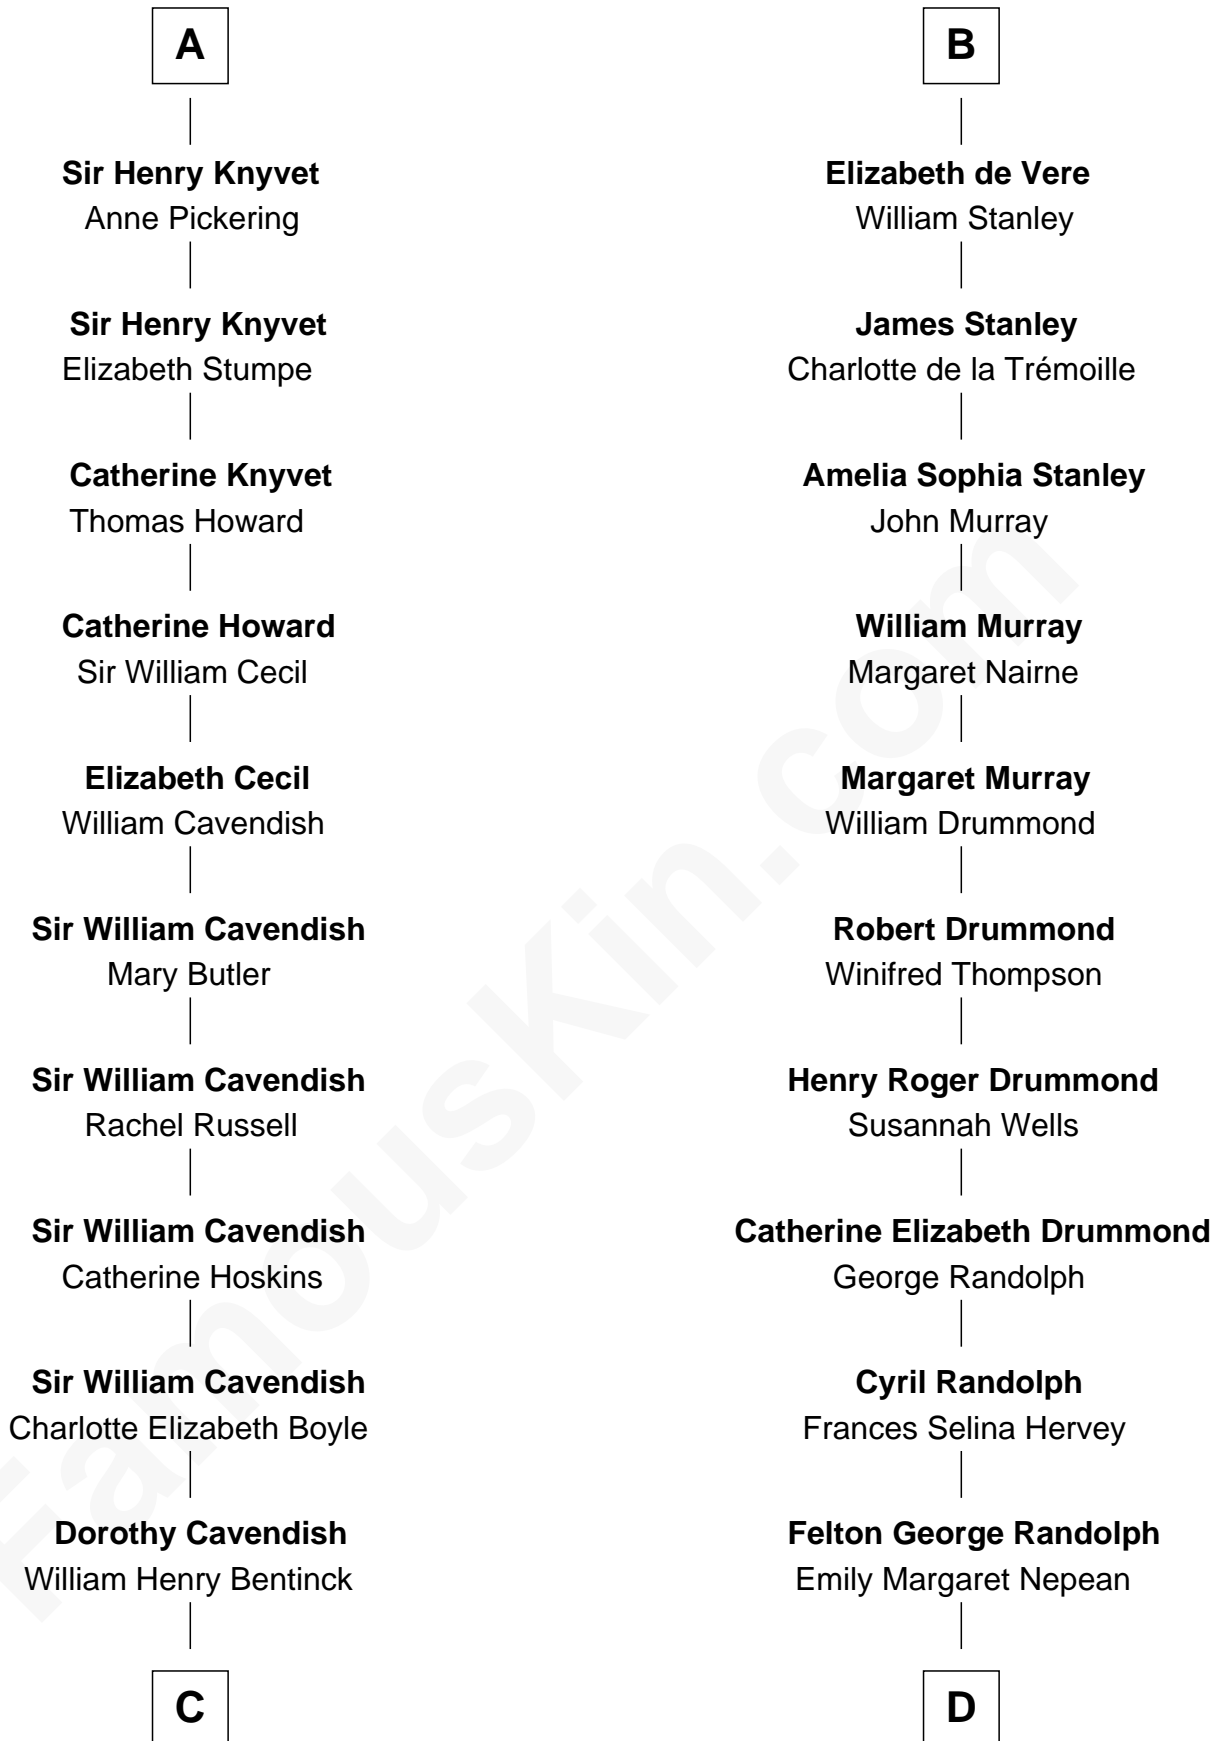 A
Sir Henry Knyvet
Anne Pickering
Sir Henry Knyvet
Elizabeth Stumpe
Catherine Knyvet
Thomas Howard
Catherine Howard
Sir William Cecil
Elizabeth Cecil
William Cavendish
Sir William Cavendish
Mary Butler
Sir William Cavendish
Rachel Russell
Sir William Cavendish
Catherine Hoskins
Sir William Cavendish
Charlotte Elizabeth Boyle
Dorothy Cavendish
William Henry Bentinck
C
B
Elizabeth de Vere
William Stanley
James Stanley
Charlotte de la Trémoille
Amelia Sophia Stanley
John Murray
William Murray
Margaret Nairne
Margaret Murray
William Drummond
Robert Drummond
Winifred Thompson
Henry Roger Drummond
Susannah Wells
Catherine Elizabeth Drummond
George Randolph
Cyril Randolph
Frances Selina Hervey
Felton George Randolph
Emily Margaret Nepean
D
FamousKin.com